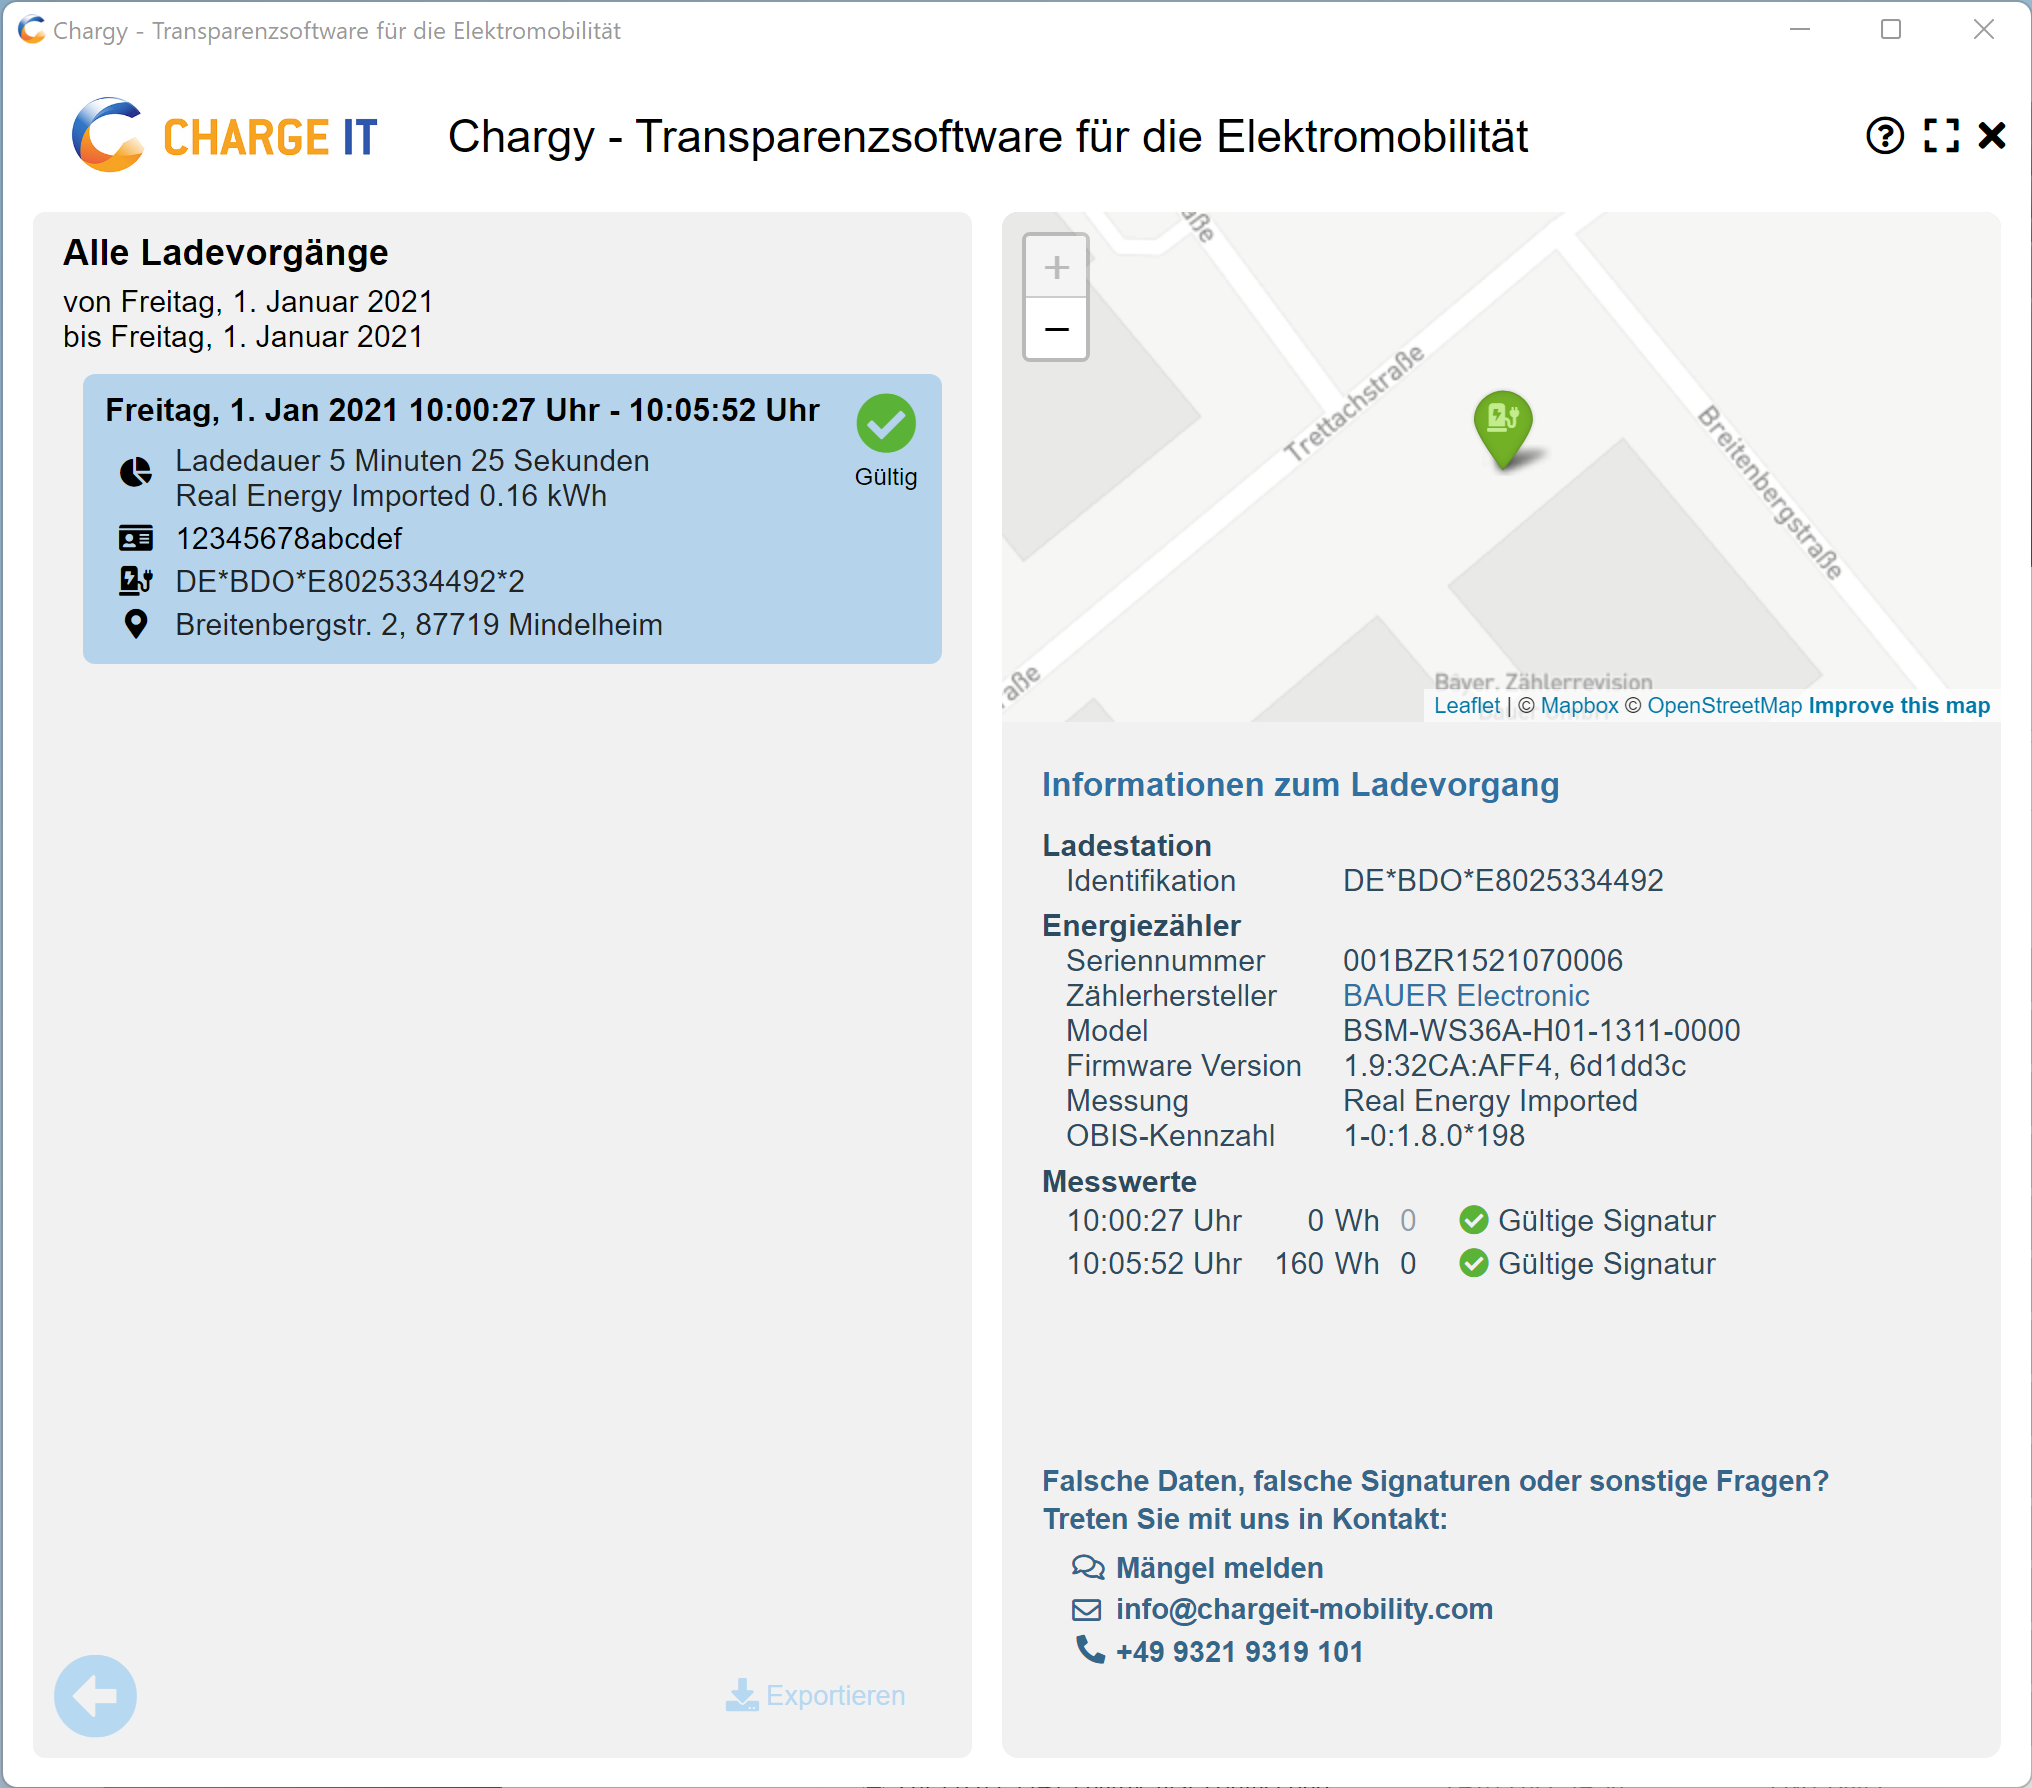 Chargy - Transparenzsoftware für die Elektromobilität
CHARGE IT
Chargy - Transparenzsoftware für die Elektromobilität
Alle Ladevorgänge
von Freitag, 1. Januar 2021
bis Freitag, 1. Januar 2021
Freitag, 1. Jan 2021 10:00:27 Uhr - 10:05:52 Uhr
Gültig
Ladedauer 5 Minuten 25 Sekunden
Real Energy Imported 0.16 kWh
12345678abcdef
DE*BDO*E8025334492*2
Breitenbergstr. 2, 87719 Mindelheim
Exportieren
+
−
Trettachstraße
Breitenbergstraße
Bayer. Zählerrevision
Leaflet | © Mapbox © OpenStreetMap Improve this map
Informationen zum Ladevorgang
Ladestation
Identifikation DE*BDO*E8025334492
Energiezähler
Seriennummer 001BZR1521070006
Zählerhersteller BAUER Electronic
Model BSM-WS36A-H01-1311-0000
Firmware Version 1.9:32CA:AFF4, 6d1dd3c
Messung Real Energy Imported
OBIS-Kennzahl 1-0:1.8.0*198
Messwerte
10:00:27 Uhr 0 Wh 0 Gültige Signatur
10:05:52 Uhr 160 Wh 0 Gültige Signatur
Falsche Daten, falsche Signaturen oder sonstige Fragen?
Treten Sie mit uns in Kontakt:
Mängel melden
info@chargeit-mobility.com
+49 9321 9319 101